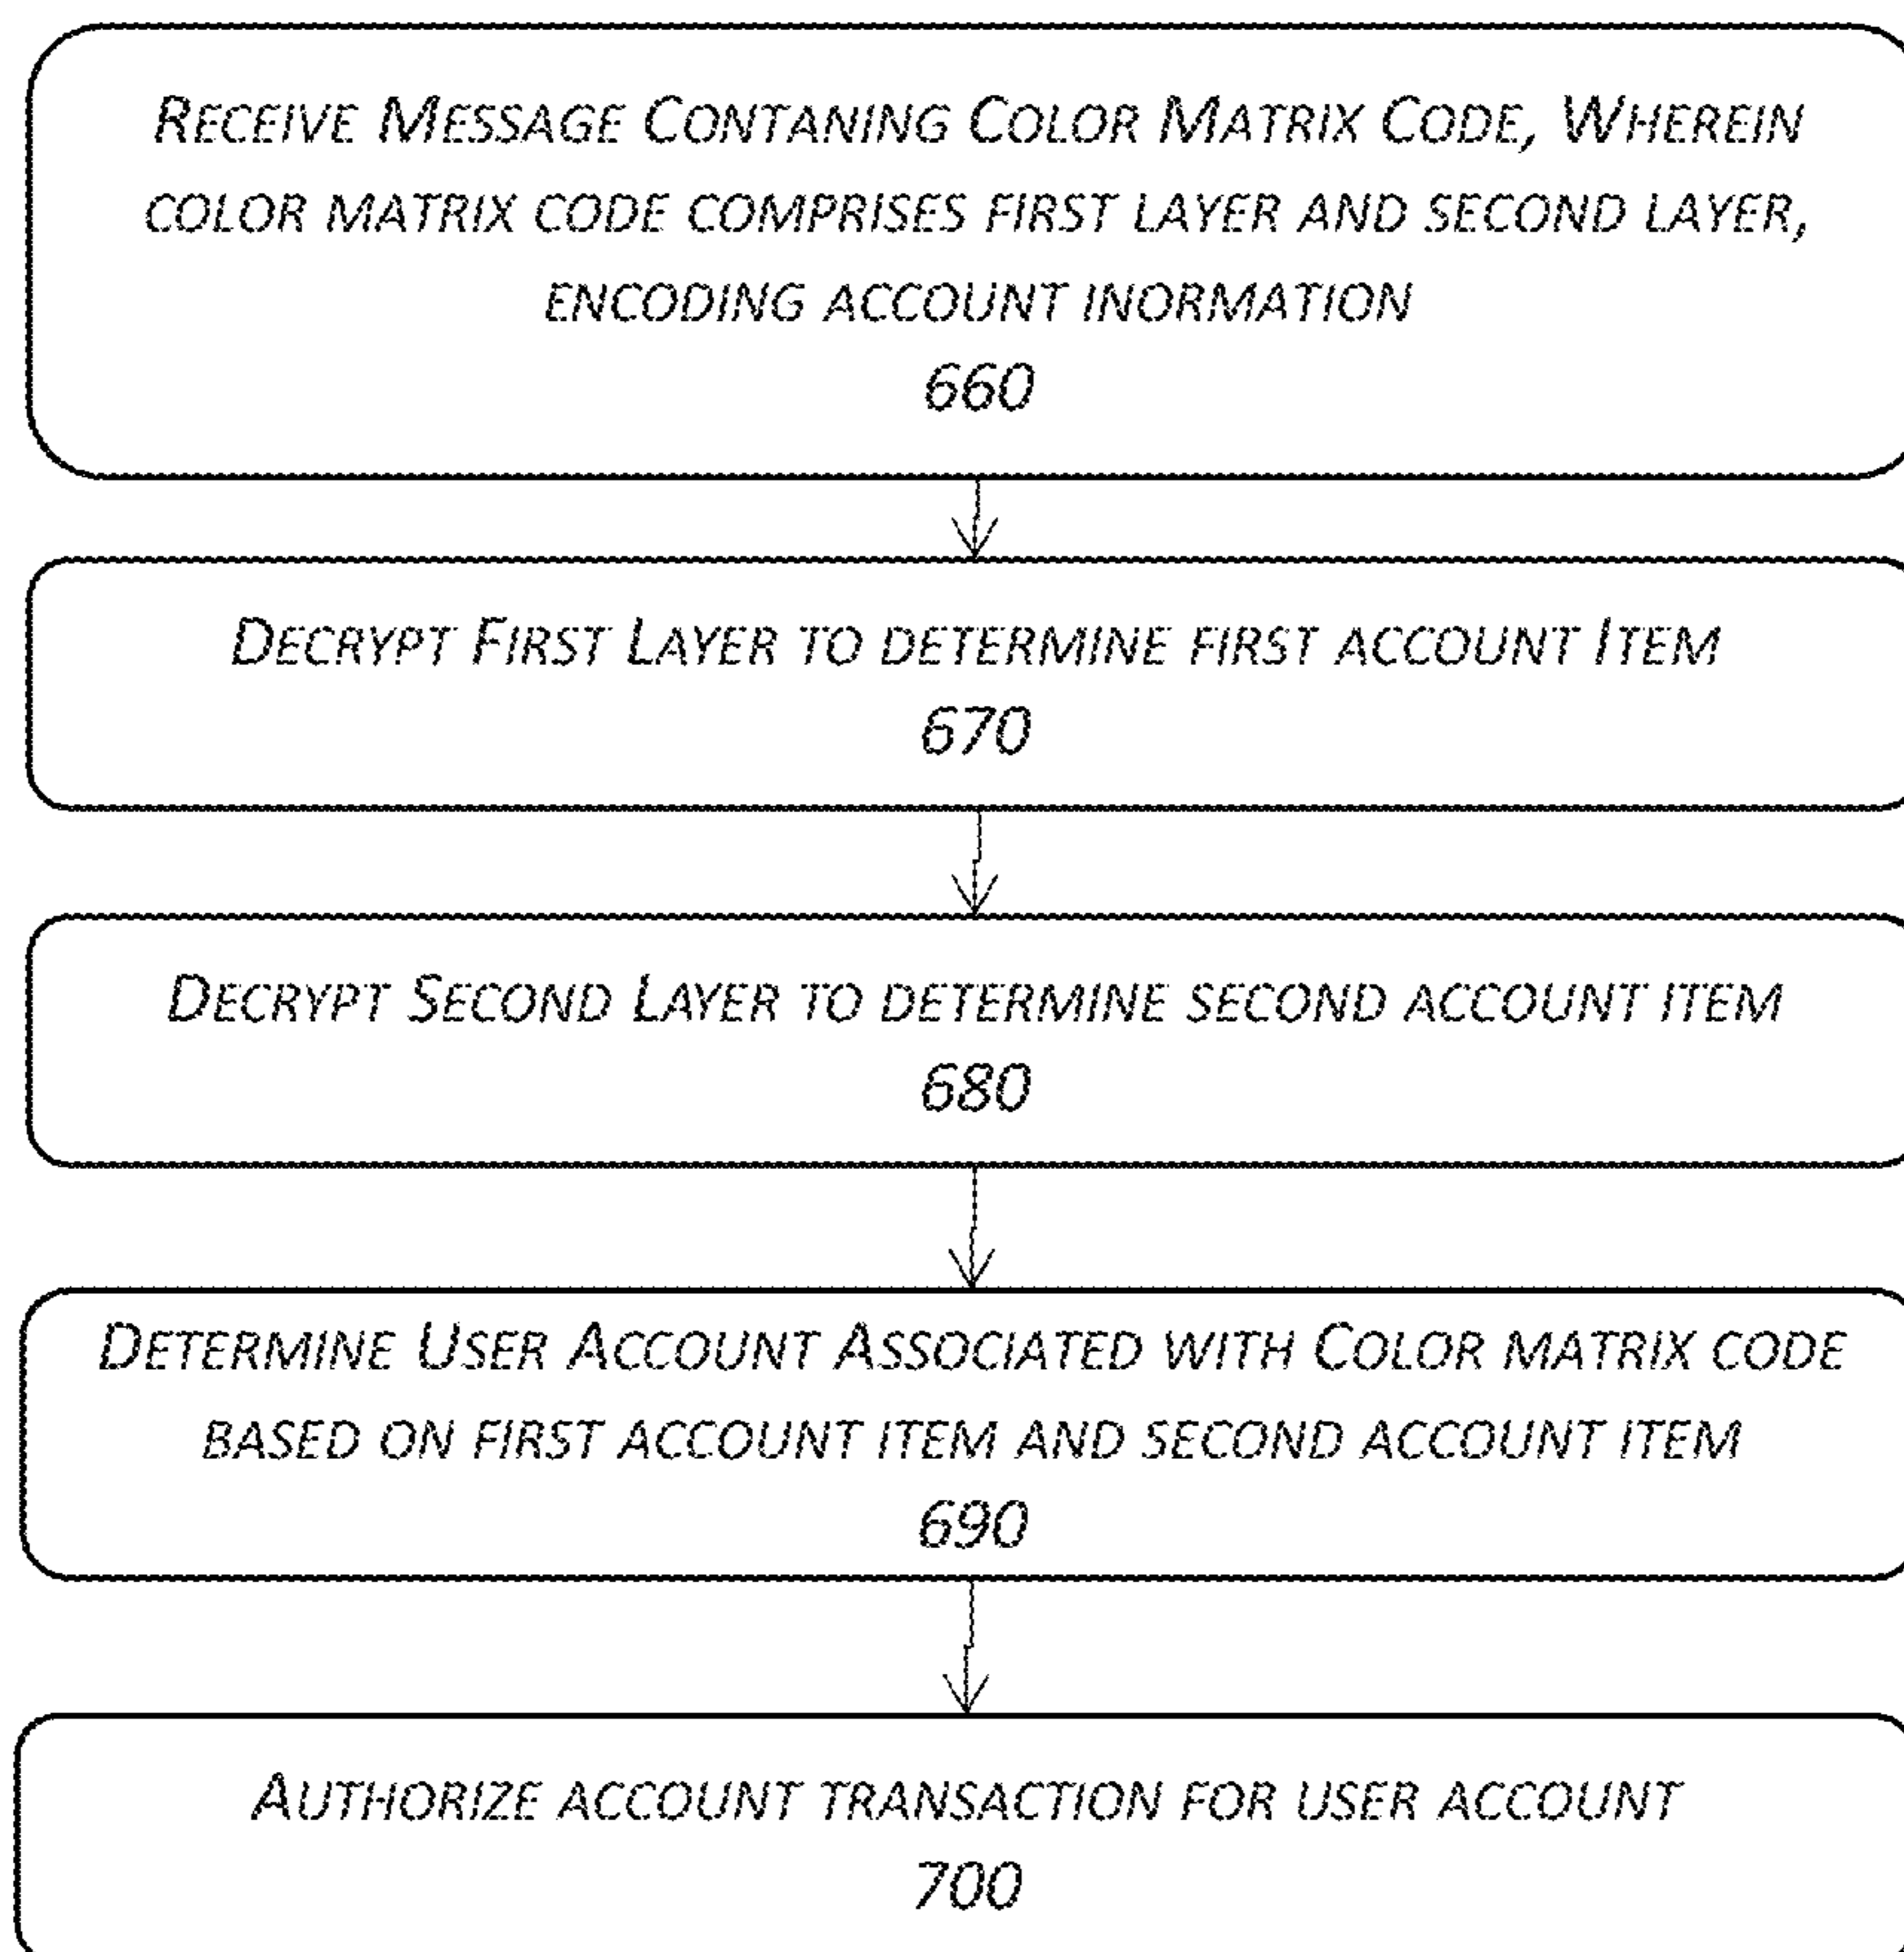 RECEIVE MESSAGE CONTANING COLOR MATRIX CODE, WHEREIN
COLOR MATRIX CODE COMPRISES FIRST LAYER AND SECOND LAYER,
ENCODING ACCOUNT INORMATION
660
DECRYPT FIRST LAYER TO DETERMINE FIRST ACCOUNT ITEM
670
DECRYPT SECOND LAYER TO DETERMINE SECOND ACCOUNT ITEM
680
DETERMINE USER ACCOUNT ASSOCIATED WITH COLOR MATRIX CODE
BASED ON FIRST ACCOUNT ITEM AND SECOND ACCOUNT ITEM
690
AUTHORIZE ACCOUNT TRANSACTION FOR USER ACCOUNT
700